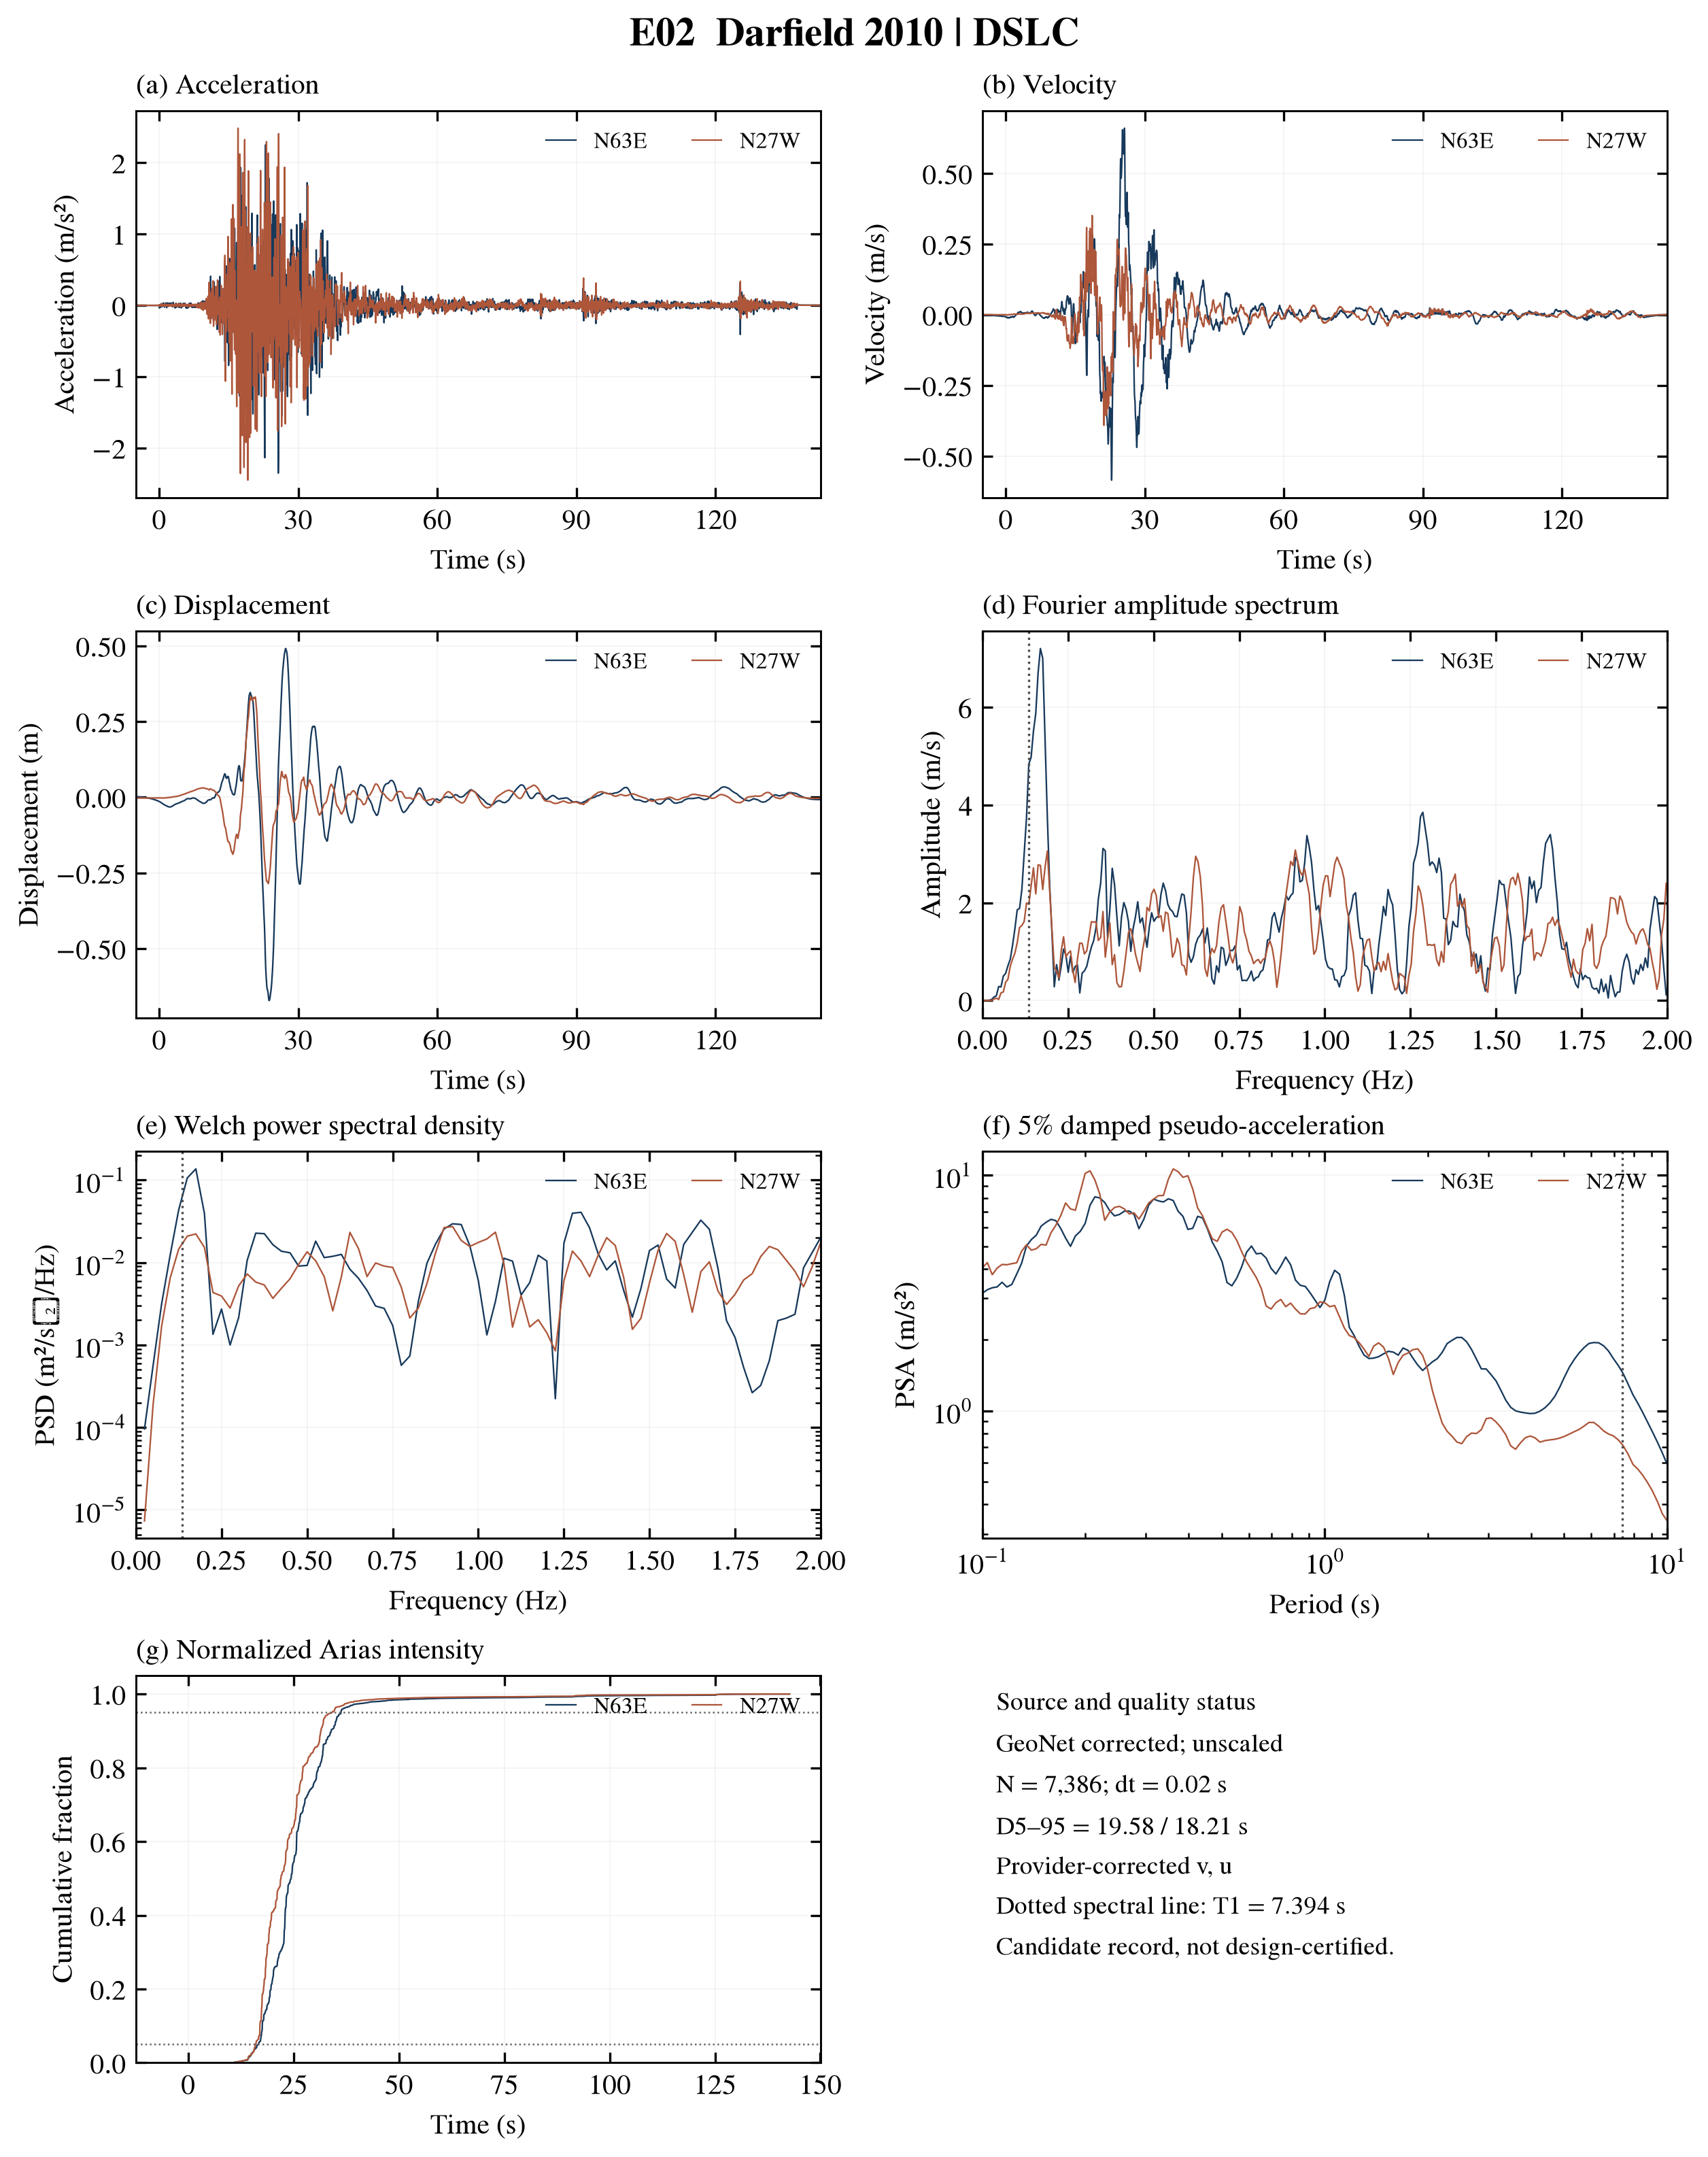 E02 Darfield 2010 | DSLC
(a) Acceleration
N63E N27W
2
1
0
−1
−2
Acceleration (m/s²)
0 30 60 90 120
Time (s)
(b) Velocity
N63E N27W
0.50
0.25
0.00
−0.25
−0.50
Velocity (m/s)
0 30 60 90 120
Time (s)
(c) Displacement
N63E N27W
0.50
0.25
0.00
−0.25
−0.50
Displacement (m)
0 30 60 90 120
Time (s)
(d) Fourier amplitude spectrum
N63E N27W
6
4
2
0
Amplitude (m/s)
0.00 0.25 0.50 0.75 1.00 1.25 1.50 1.75 2.00
Frequency (Hz)
(e) Welch power spectral density
N63E N27W
10⁻¹
10⁻²
10⁻³
10⁻⁴
10⁻⁵
PSD (m²/s₂/Hz)
0.00 0.25 0.50 0.75 1.00 1.25 1.50 1.75 2.00
Frequency (Hz)
(f) 5% damped pseudo-acceleration
N63E N27W
10¹
10⁰
PSA (m/s²)
10⁻¹ 10⁰ 10¹
Period (s)
(g) Normalized Arias intensity
N63E N27W
1.0
0.8
0.6
0.4
0.2
0.0
Cumulative fraction
0 25 50 75 100 125 150
Time (s)
Source and quality status
GeoNet corrected; unscaled
N = 7,386; dt = 0.02 s
D5–95 = 19.58 / 18.21 s
Provider-corrected v, u
Dotted spectral line: T1 = 7.394 s
Candidate record, not design-certified.